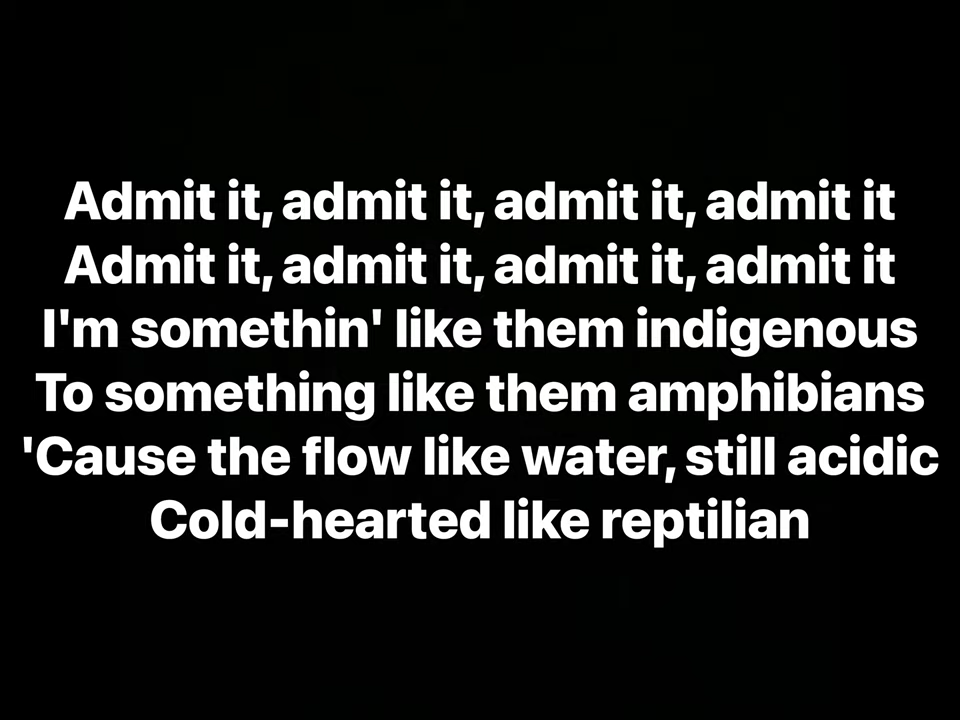 Admit it, admit it, admit it, admit it
Admit it, admit it, admit it, admit it
I'm somethin' like them indigenous
To something like them amphibians
'Cause the flow like water, still acidic
Cold-hearted like reptilian